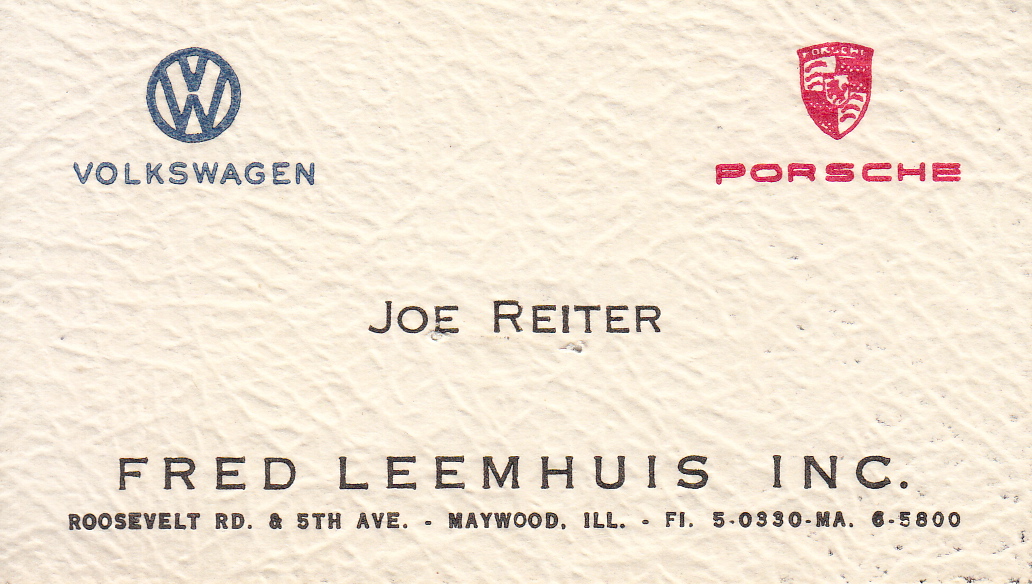 PORSCHE
VOLKSWAGEN PORSCHE
JOE REITER
FRED LEEMHUIS INC.
ROOSEVELT RD. & 5TH AVE. - MAYWOOD, ILL. - FI. 5-0330-MA. 6-5800